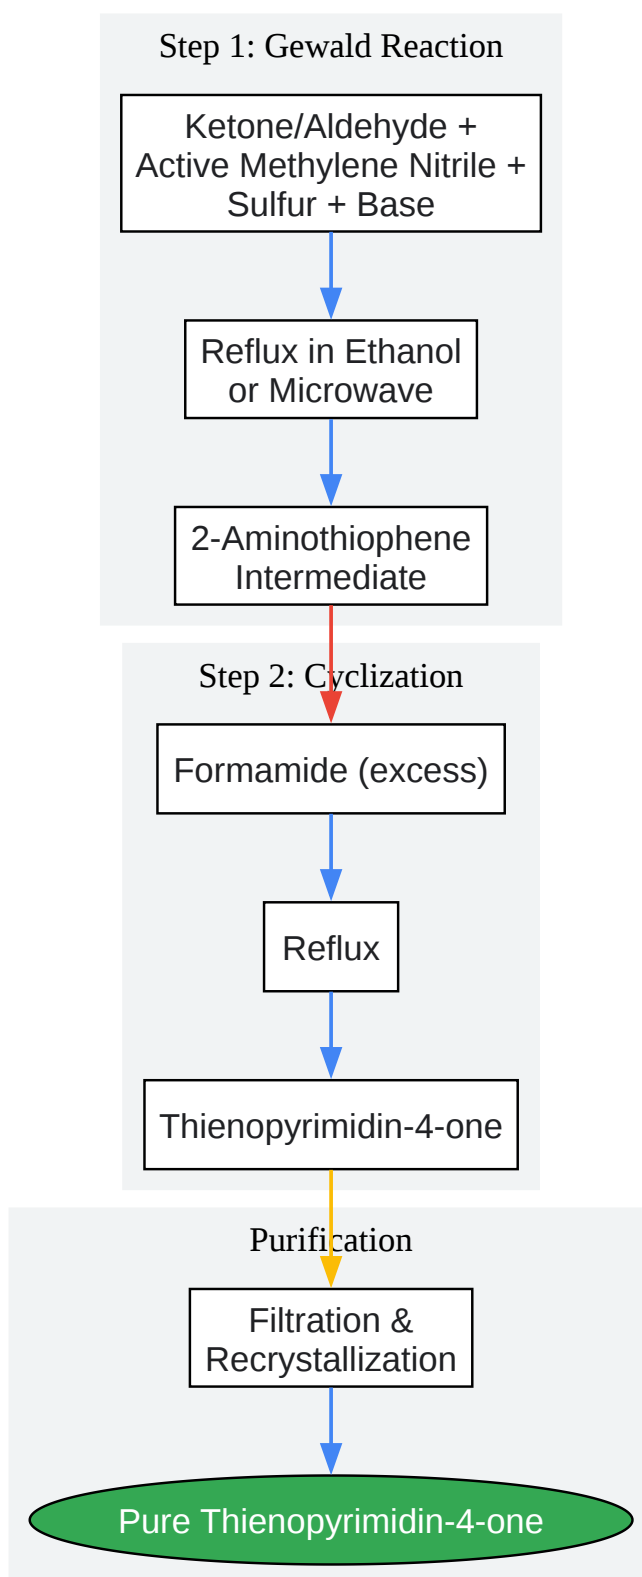 Step 1: Gewald Reaction
Ketone/Aldehyde +
Active Methylene Nitrile +
Sulfur + Base
Reflux in Ethanol
or Microwave
2-Aminothiophene
Intermediate
Step 2: Cyclization
Formamide (excess)
Reflux
Thienopyrimidin-4-one
Purification
Filtration &
Recrystallization
Pure Thienopyrimidin-4-one